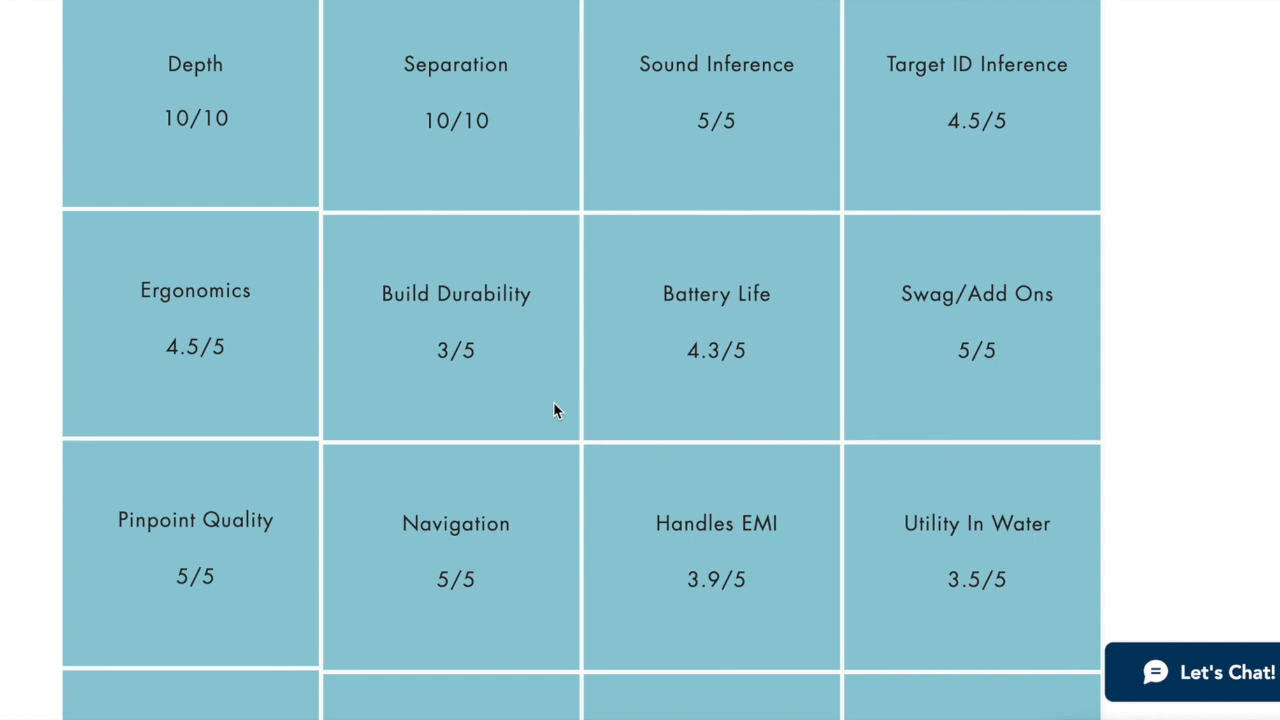 Depth
10/10
Separation
10/10
Sound Inference
5/5
Target ID Inference
4.5/5
Ergonomics
4.5/5
Build Durability
3/5
Battery Life
4.3/5
Swag/Add Ons
5/5
Pinpoint Quality
5/5
Navigation
5/5
Handles EMI
3.9/5
Utility In Water
3.5/5
Let's Chat!